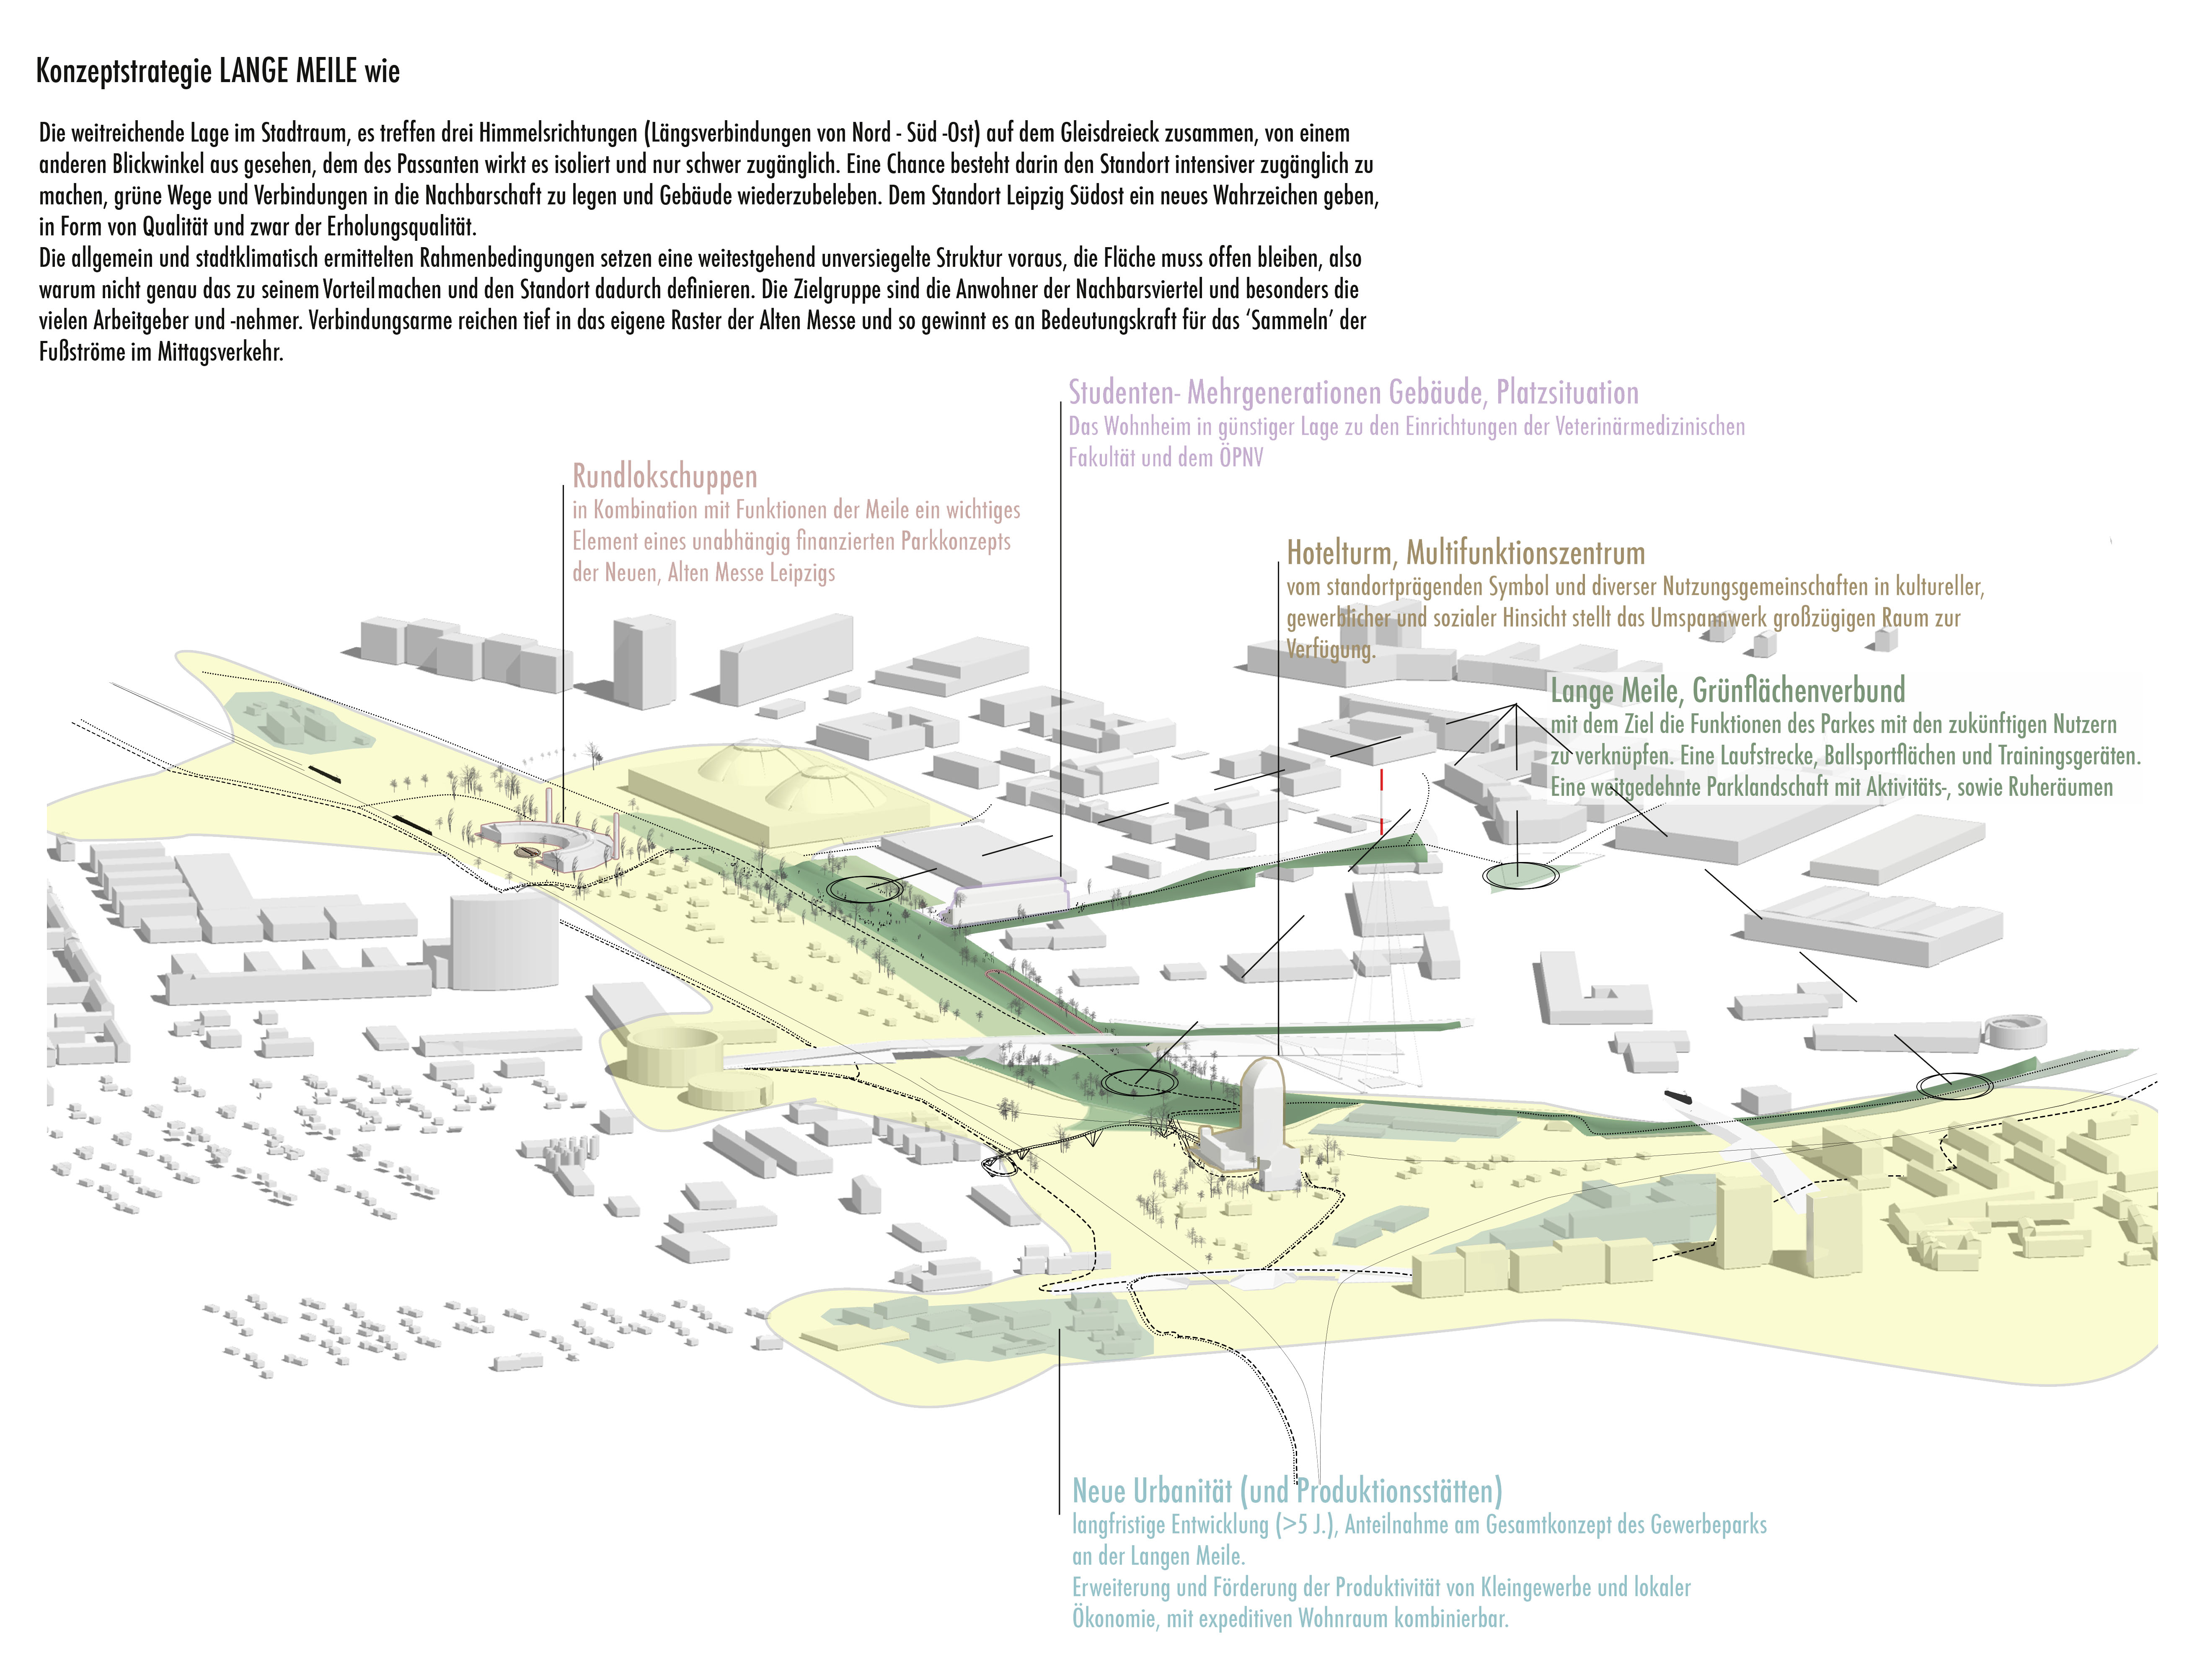 Konzeptstrategie LANGE MEILE wie
Die weitreichende Lage im Stadtraum, es treffen drei Himmelsrichtungen (Längsverbindungen von Nord - Süd -Ost) auf dem Gleisdreieck zusammen, von einem
anderen Blickwinkel aus gesehen, dem des Passanten wirkt es isoliert und nur schwer zugänglich. Eine Chance besteht darin den Standort intensiver zugänglich zu
machen, grüne Wege und Verbindungen in die Nachbarschaft zu legen und Gebäude wiederzubeleben. Dem Standort Leipzig Südost ein neues Wahrzeichen geben,
in Form von Qualität und zwar der Erholungsqualität.
Die allgemein und stadtklimatisch ermittelten Rahmenbedingungen setzen eine weitestgehend unversiegelte Struktur voraus, die Fläche muss offen bleiben, also
warum nicht genau das zu seinem Vorteil machen und den Standort dadurch definieren. Die Zielgruppe sind die Anwohner der Nachbarsviertel und besonders die
vielen Arbeitgeber und -nehmer. Verbindungsarme reichen tief in das eigene Raster der Alten Messe und so gewinnt es an Bedeutungskraft für das ‘Sammeln’ der
Fußströme im Mittagsverkehr.
Studenten- Mehrgenerationen Gebäude, Platzsituation
Das Wohnheim in günstiger Lage zu den Einrichtungen der Veterinärmedizinischen
Fakultät und dem ÖPNV
Rundlokschuppen
in Kombination mit Funktionen der Meile ein wichtiges
Element eines unabhängig finanzierten Parkkonzepts
der Neuen, Alten Messe Leipzigs
Hotelturm, Multifunktionszentrum
vom standortprägenden Symbol und diverser Nutzungsgemeinschaften in kultureller,
gewerblicher und sozialer Hinsicht stellt das Umspannwerk großzügigen Raum zur
Verfügung.
Lange Meile, Grünflächenverbund
mit dem Ziel die Funktionen des Parkes mit den zukünftigen Nutzern
zu verknüpfen. Eine Laufstrecke, Ballsportflächen und Trainingsgeräten.
Eine weitgedehnte Parklandschaft mit Aktivitäts-, sowie Ruheräumen
Neue Urbanität (und Produktionsstätten)
langfristige Entwicklung (>5 J.), Anteilnahme am Gesamtkonzept des Gewerbeparks
an der Langen Meile.
Erweiterung und Förderung der Produktivität von Kleingewerbe und lokaler
Ökonomie, mit expeditiven Wohnraum kombinierbar.